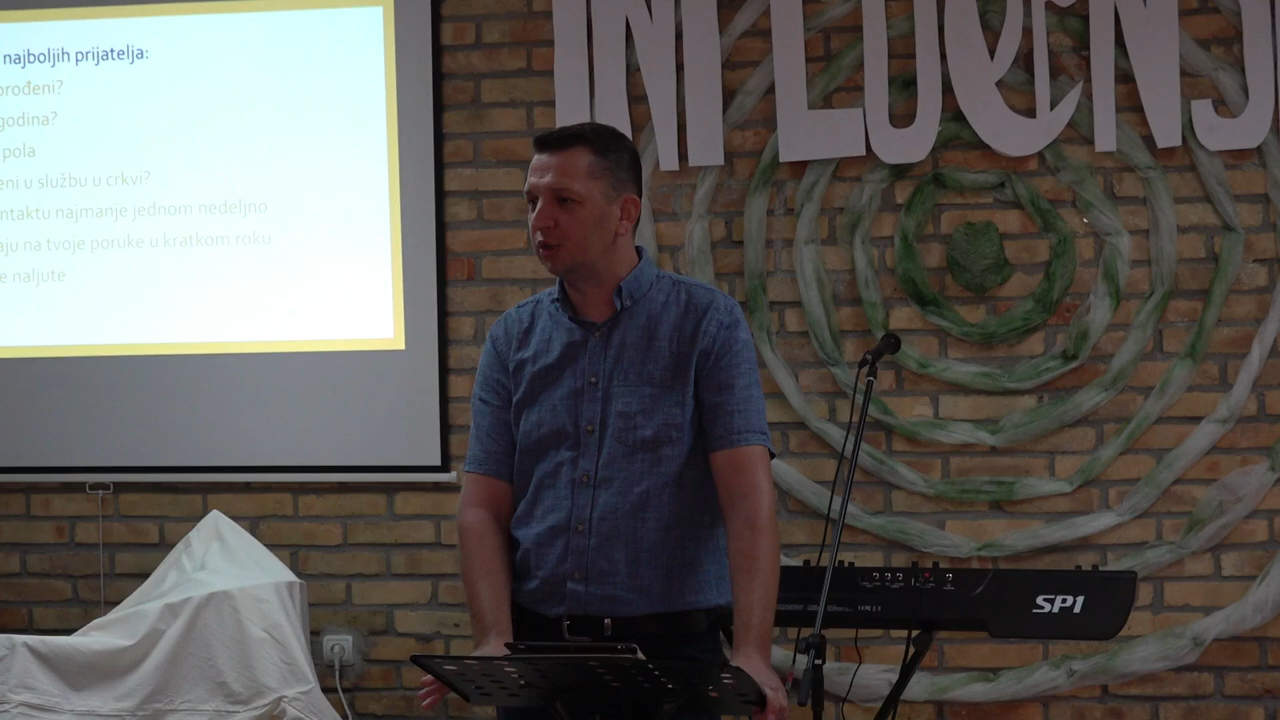 najboljih prijatelja:
rođeni?
godina?
pola
eni u službu u crkvi?
ntaktu najmanje jednom nedeljno
aju na tvoje poruke u kratkom roku
e naljute
INFLUENS
SP1